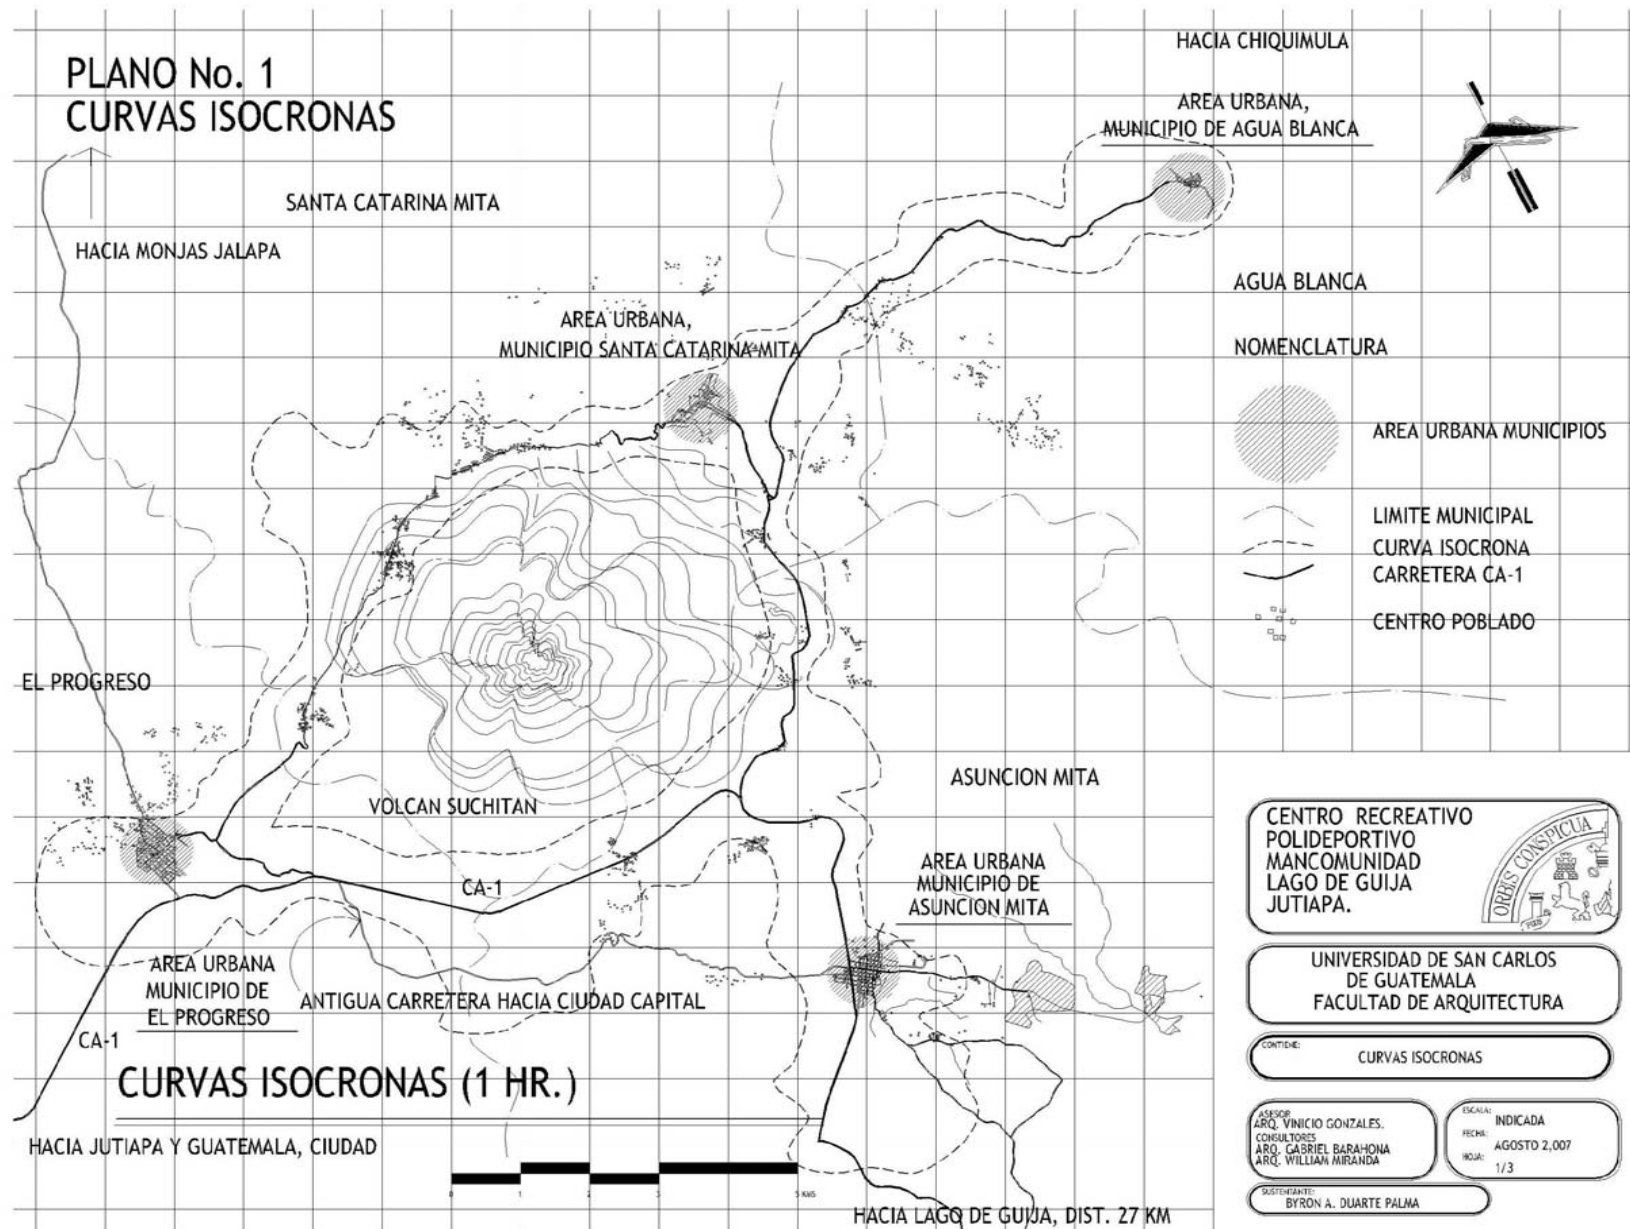 PLANO No. 1
CURVAS ISOCRONAS
HACIA CHIQUIMULA
AREA URBANA,
MUNICIPIO DE AGUA BLANCA
SANTA CATARINA MITA
HACIA MONJAS JALAPA
AGUA BLANCA
AREA URBANA,
MUNICIPIO SANTA CATARINA MITA
NOMENCLATURA
AREA URBANA MUNICIPIOS
LIMITE MUNICIPAL
CURVA ISOCRONA
CARRETERA CA-1
CENTRO POBLADO
EL PROGRESO
VOLCAN SUCHITAN
ASUNCION MITA
CA-1
AREA URBANA
MUNICIPIO DE
ASUNCION MITA
AREA URBANA
MUNICIPIO DE
EL PROGRESO
ANTIGUA CARRETERA HACIA CIUDAD CAPITAL
CA-1
CURVAS ISOCRONAS (1 HR.)
HACIA JUTIAPA Y GUATEMALA, CIUDAD
0 1 2 3 5 KMS
HACIA LAGO DE GUIJA, DIST. 27 KM
CENTRO RECREATIVO
POLIDEPORTIVO
MANCOMUNIDAD
LAGO DE GUIJA
JUTIAPA.
ORBIS CONSPICUA
UNIVERSIDAD DE SAN CARLOS
DE GUATEMALA
FACULTAD DE ARQUITECTURA
CONTIENE:
CURVAS ISOCRONAS
ASESOR
ARQ. VINICIO GONZALES.
CONSULTORES
ARQ. GABRIEL BARAHONA
ARQ. WILLIAM MIRANDA
ESCALA:
INDICADA
FECHA:
AGOSTO 2,007
HOJA:
1/3
SUSTENTANTE:
BYRON A. DUARTE PALMA